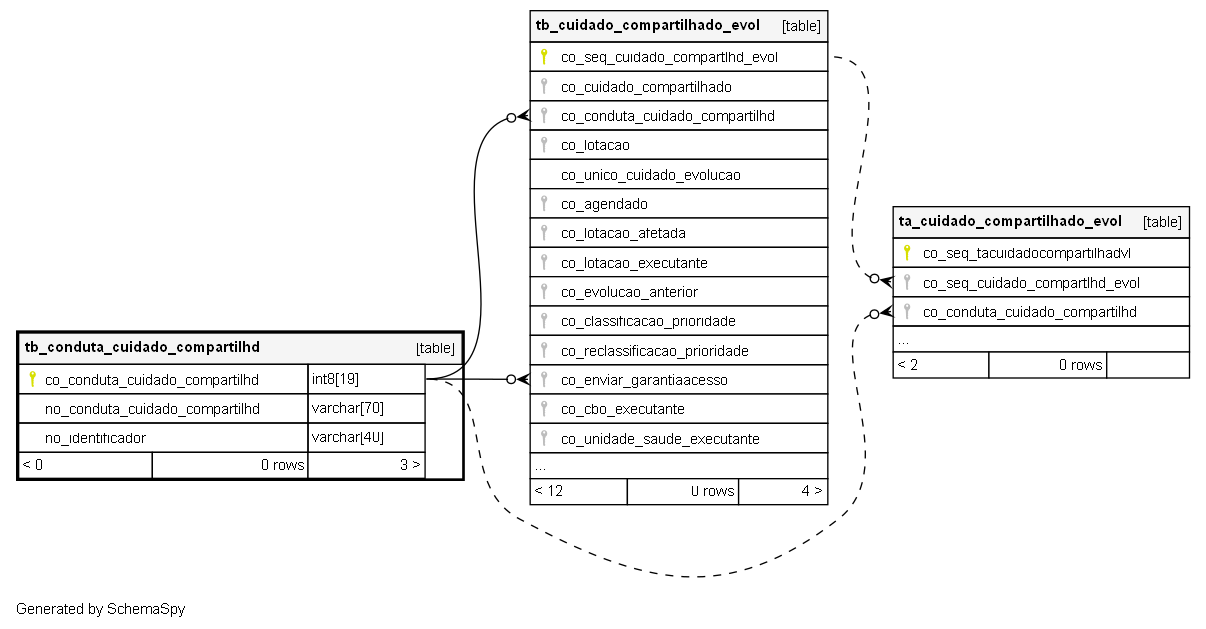 tb_cuidado_compartilhado_evol [table]
co_seq_cuidado_compartlhd_evol
co_cuidado_compartilhado
co_conduta_cuidado_compartilhd
co_lotacao
co_unico_cuidado_evolucao
co_agendado
co_lotacao_afetada
co_lotacao_executante
co_evolucao_anterior
co_classificacao_prioridade
co_reclassificacao_prioridade
co_enviar_garantiaacesso
co_cbo_executante
co_unidade_saude_executante
...
< 12 0 rows 4 >
ta_cuidado_compartilhado_evol [table]
co_seq_tacuidadocompartilhadvl
co_seq_cuidado_compartlhd_evol
co_conduta_cuidado_compartilhd
...
< 2 0 rows
tb_conduta_cuidado_compartilhd [table]
co_conduta_cuidado_compartilhd int8[19]
no_conduta_cuidado_compartilhd varchar[70]
no_identificador varchar[40]
< 0 0 rows 3 >
Generated by SchemaSpy